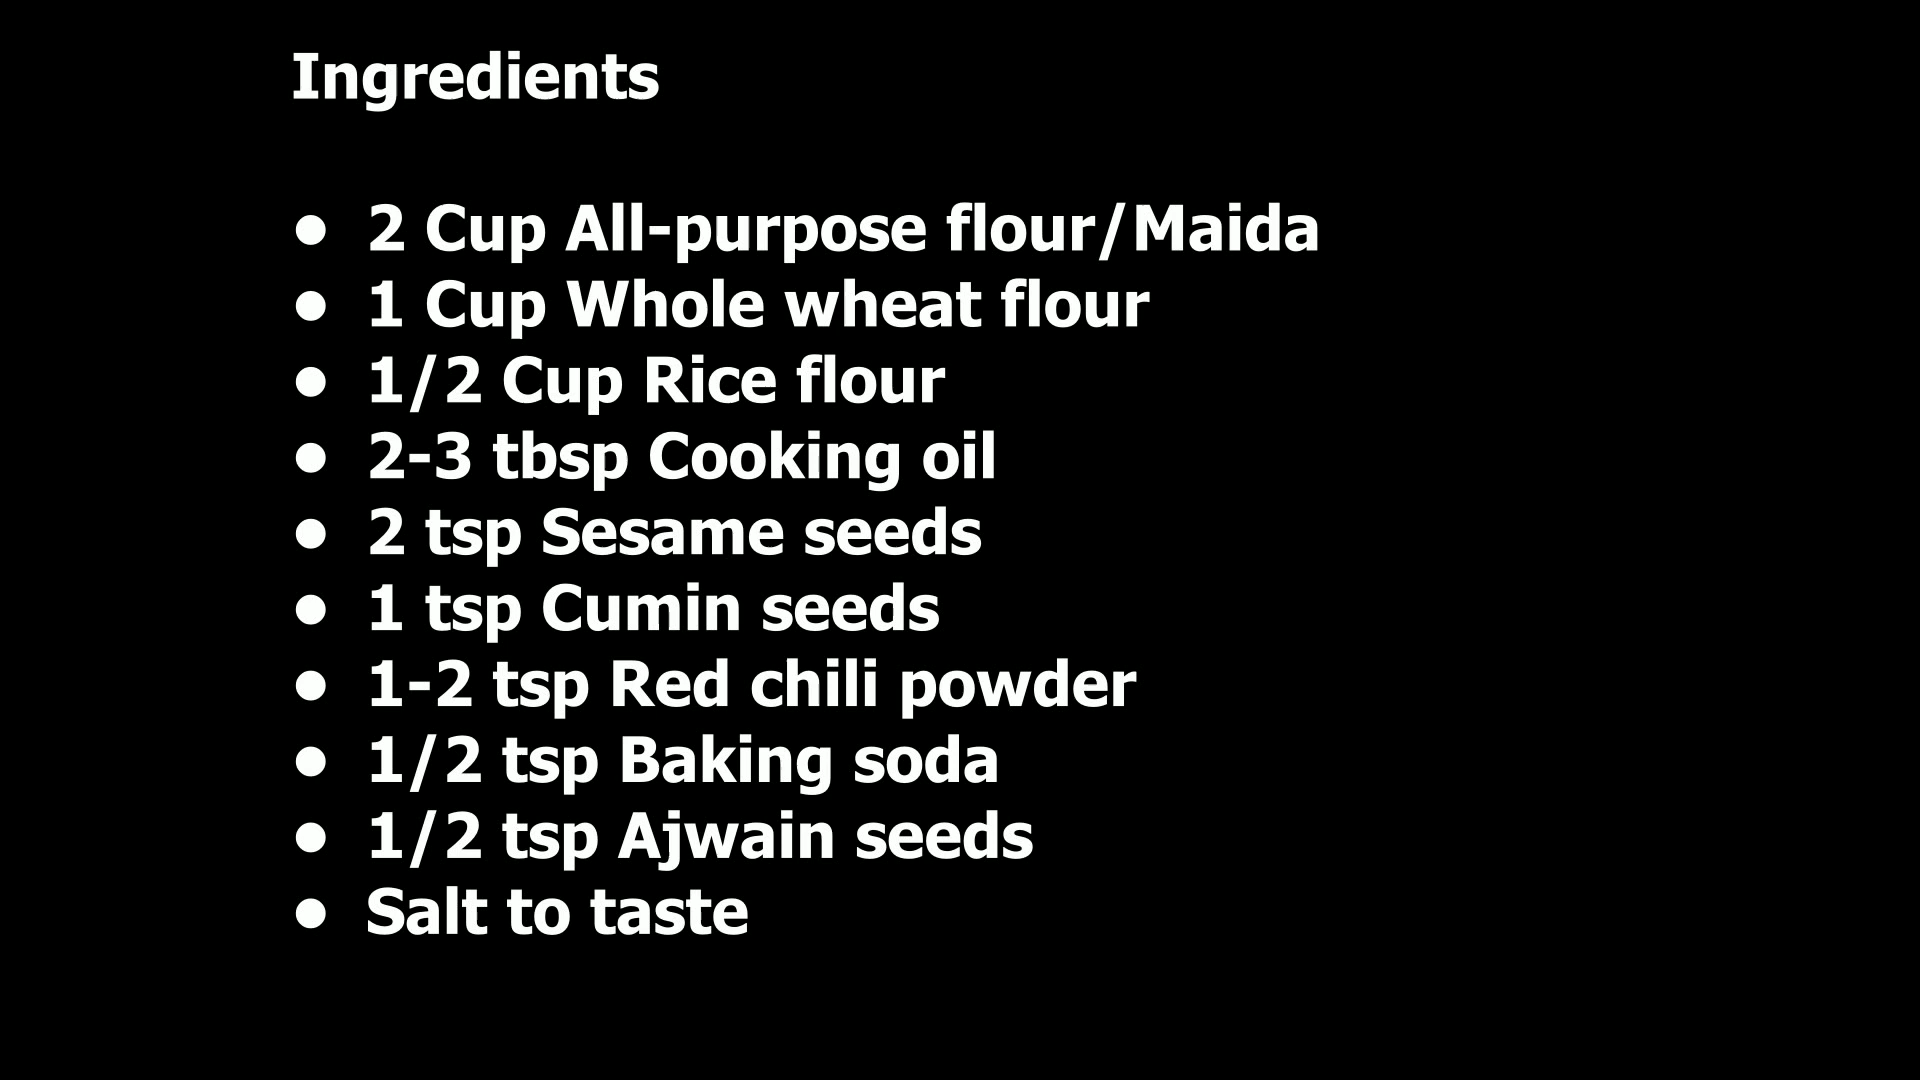 Ingredients
● 2 Cup All-purpose flour/Maida
● 1 Cup Whole wheat flour
● 1/2 Cup Rice flour
● 2-3 tbsp Cooking oil
● 2 tsp Sesame seeds
● 1 tsp Cumin seeds
● 1-2 tsp Red chili powder
● 1/2 tsp Baking soda
● 1/2 tsp Ajwain seeds
● Salt to taste